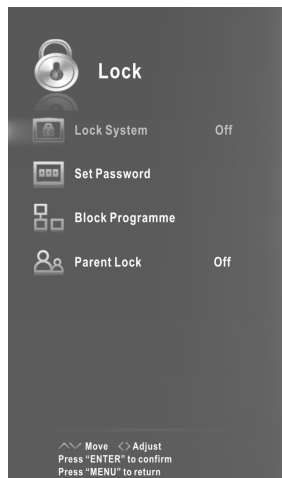 Lock
Lock System Off
Set Password
Block Programme
Parent Lock Off
Move Adjust
Press “ENTER” to confirm
Press “MENU” to return